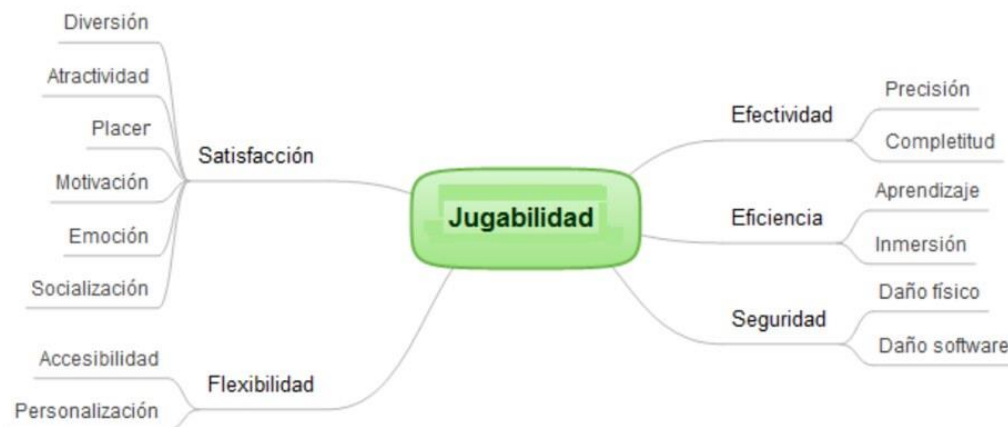 Jugabilidad
Satisfacción
Diversión
Atractividad
Placer
Motivación
Emoción
Socialización
Flexibilidad
Accesibilidad
Personalización
Efectividad
Precisión
Completitud
Eficiencia
Aprendizaje
Inmersión
Seguridad
Daño físico
Daño software